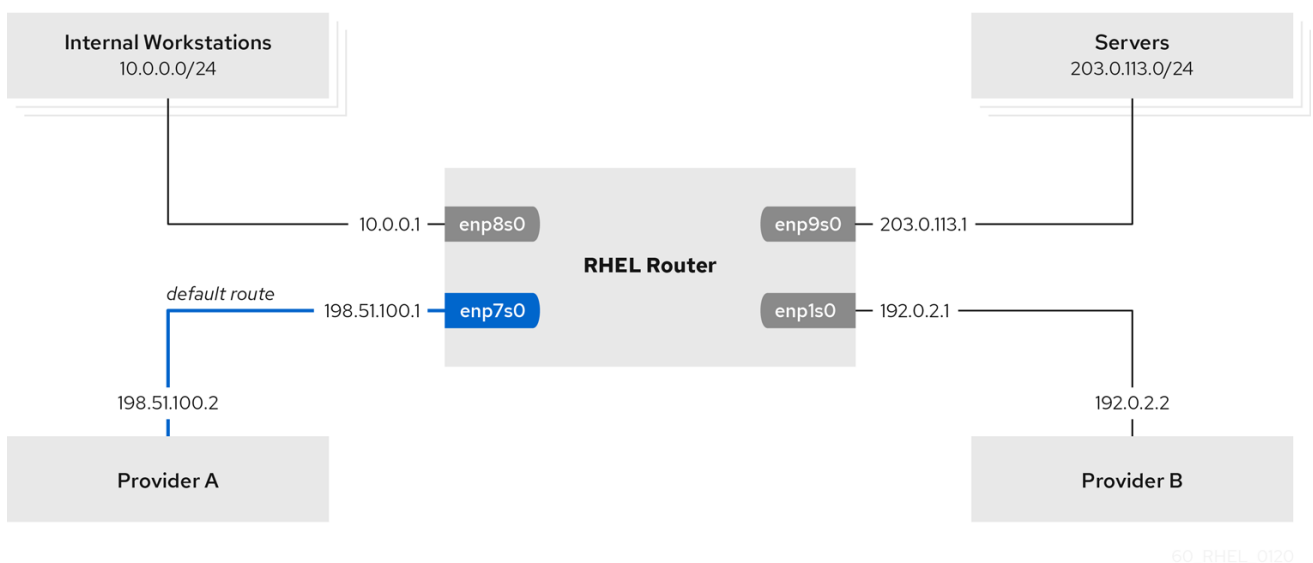 Internal Workstations
10.0.0.0/24
Servers
203.0.113.0/24
10.0.0.1
enp8s0
enp9s0
203.0.113.1
RHEL Router
default route
198.51.100.1
enp7s0
enp1s0
192.0.2.1
198.51.100.2
192.0.2.2
Provider A
Provider B
60_RHEL_0120